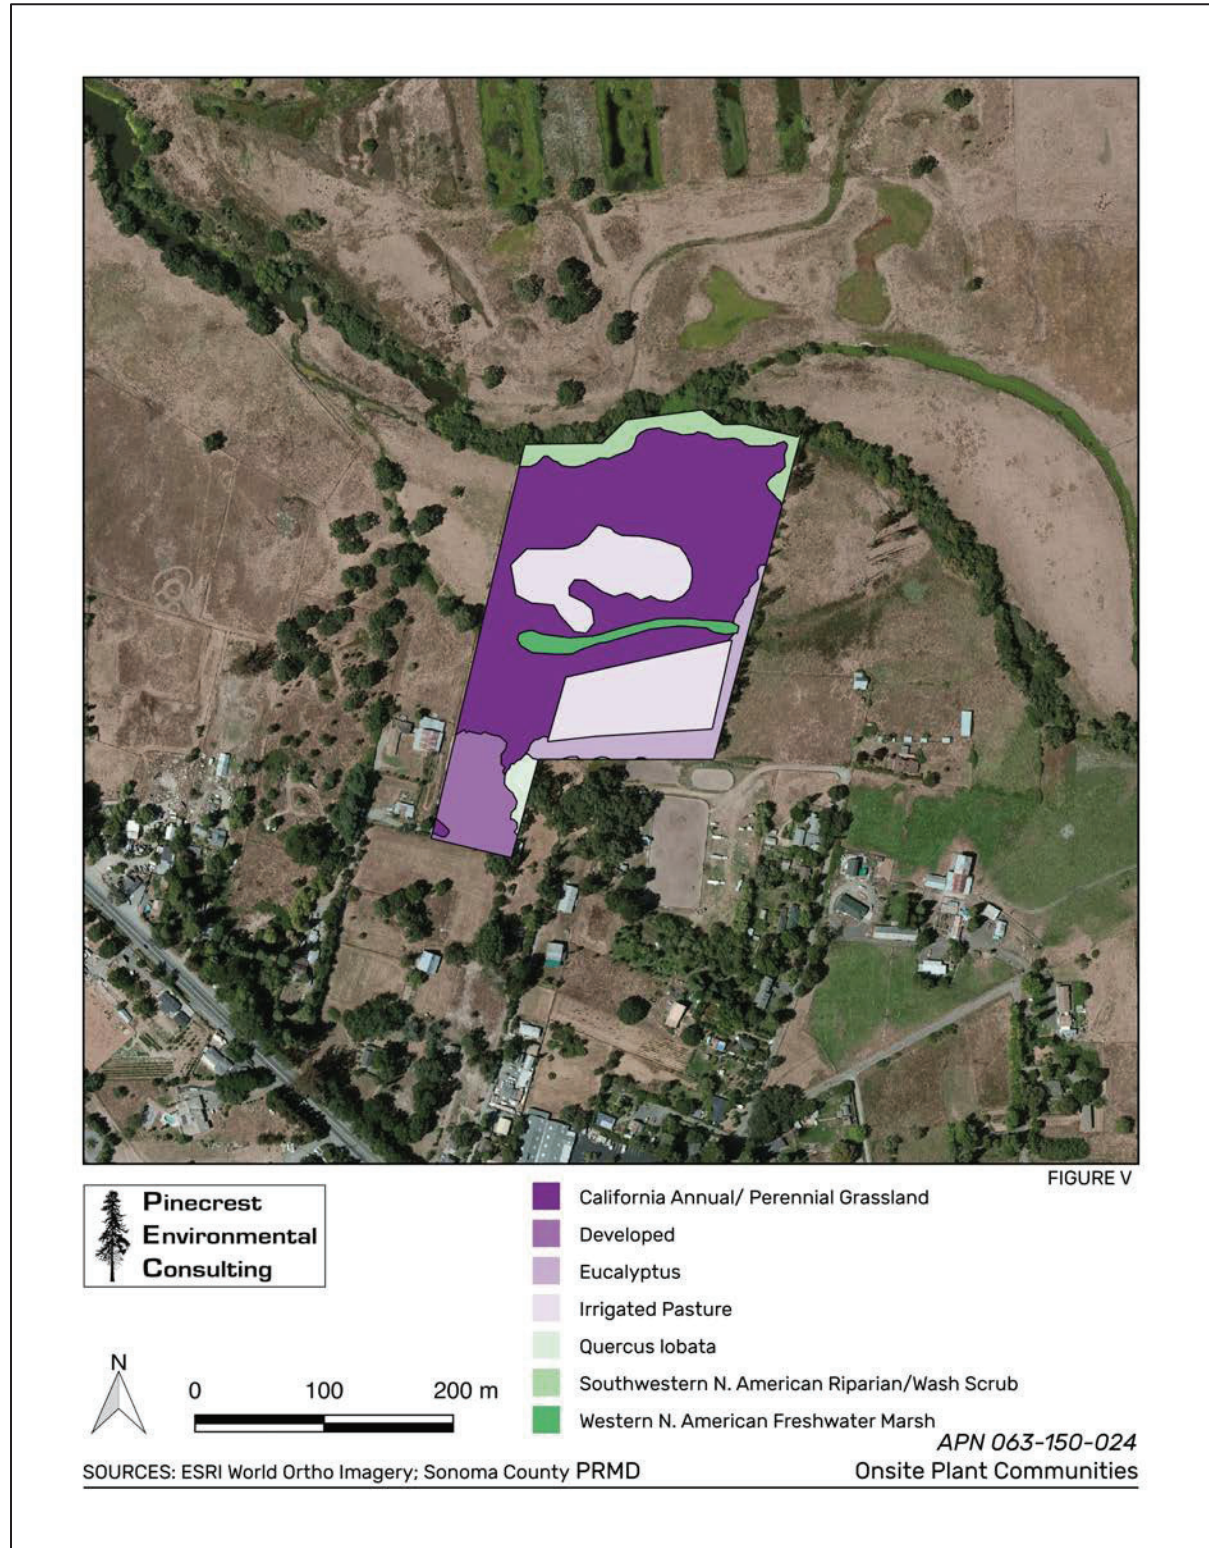 FIGURE V
Pinecrest
Environmental
Consulting
California Annual/ Perennial Grassland
Developed
Eucalyptus
Irrigated Pasture
Quercus lobata
Southwestern N. American Riparian/Wash Scrub
Western N. American Freshwater Marsh
N
0 100 200 m
APN 063-150-024
SOURCES: ESRI World Ortho Imagery; Sonoma County PRMD
Onsite Plant Communities